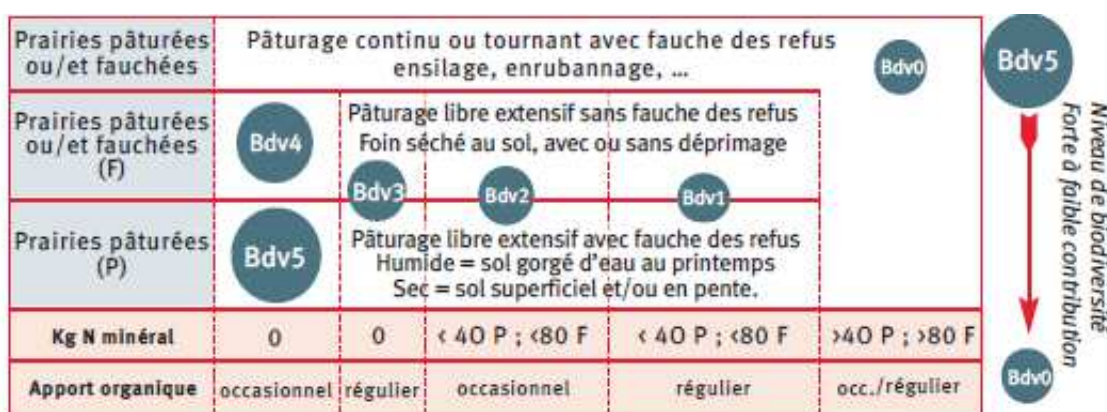 Prairies pâturées
ou/et fauchées
Pâturage continu ou tournant avec fauche des refus
ensilage, enrubannage, ...
Bdv0
Bdv5
Prairies pâturées
ou/et fauchées
(F)
Bdv4
Pâturage libre extensif sans fauche des refus
Foin séché au sol, avec ou sans déprimage
Bdv3
Bdv2
Bdv1
Prairies pâturées
(P)
Bdv5
Pâturage libre extensif avec fauche des refus
Humide = sol gorgé d'eau au printemps
Sec = sol superficiel et/ou en pente.
Kg N minéral 0 0 < 40 P ; <80 F < 40 P ; <80 F >40 P ; >80 F
Apport organique occasionnel régulier occasionnel régulier occ./régulier
Niveau de biodiversité
Forte à faible contribution
Bdv0